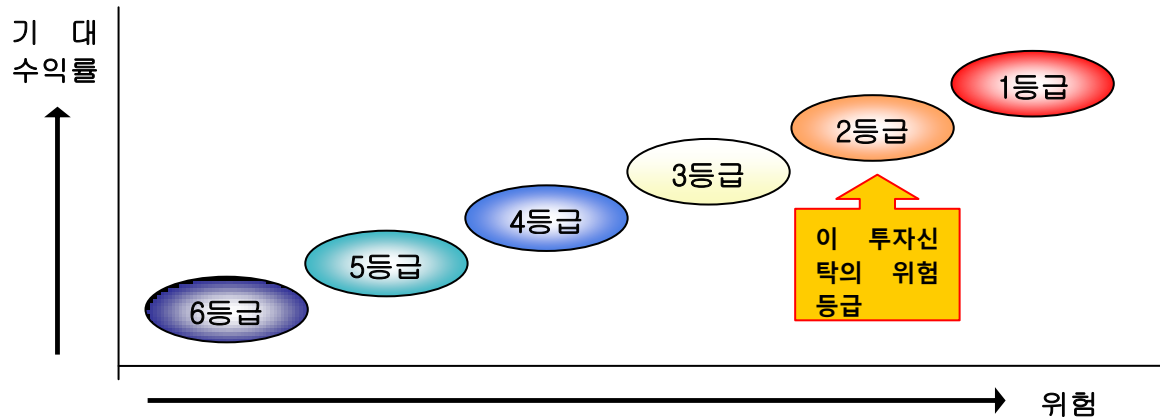 기 대
수익률
1등급
2등급
3등급
4등급
5등급
6등급
이 투자신
탁의 위험
등급
위험